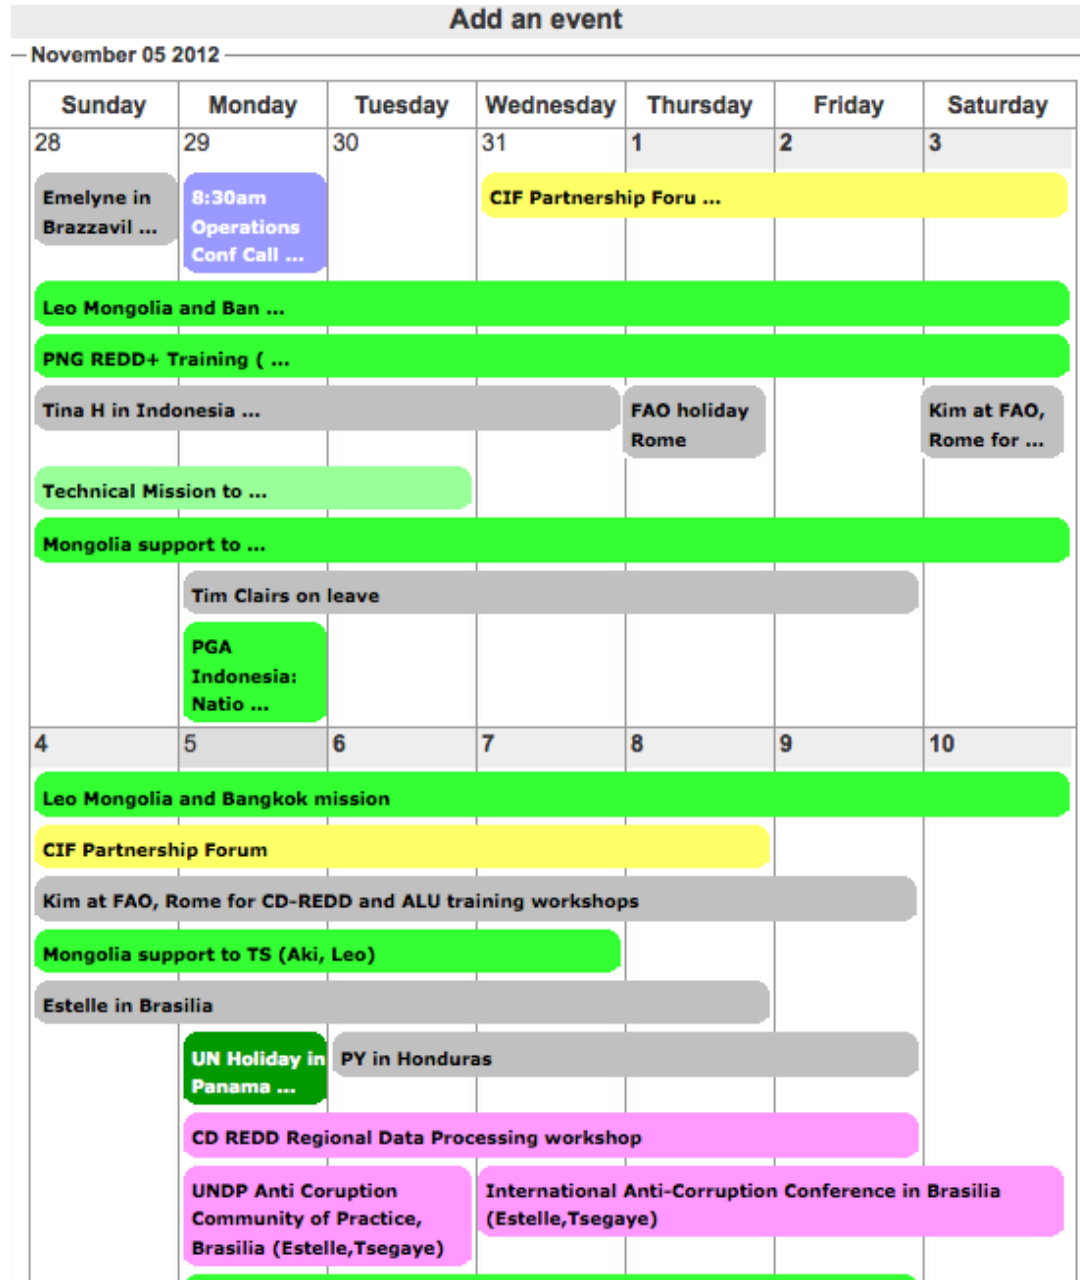 Add an event
November 05 2012
Sunday Monday Tuesday Wednesday Thursday Friday Saturday
28 29 30 31 1 2 3
Emelyne in
Brazzavil ...
8:30am
Operations
Conf Call ...
CIF Partnership Foru ...
Leo Mongolia and Ban ...
PNG REDD+ Training ( ...
Tina H in Indonesia ...
FAO holiday
Rome
Kim at FAO,
Rome for ...
Technical Mission to ...
Mongolia support to ...
Tim Clairs on leave
PGA
Indonesia:
Natio ...
4 5 6 7 8 9 10
Leo Mongolia and Bangkok mission
CIF Partnership Forum
Kim at FAO, Rome for CD-REDD and ALU training workshops
Mongolia support to TS (Aki, Leo)
Estelle in Brasilia
UN Holiday in
Panama ...
PY in Honduras
CD REDD Regional Data Processing workshop
UNDP Anti Coruption
Community of Practice,
Brasilia (Estelle,Tsegaye)
International Anti-Corruption Conference in Brasilia
(Estelle,Tsegaye)